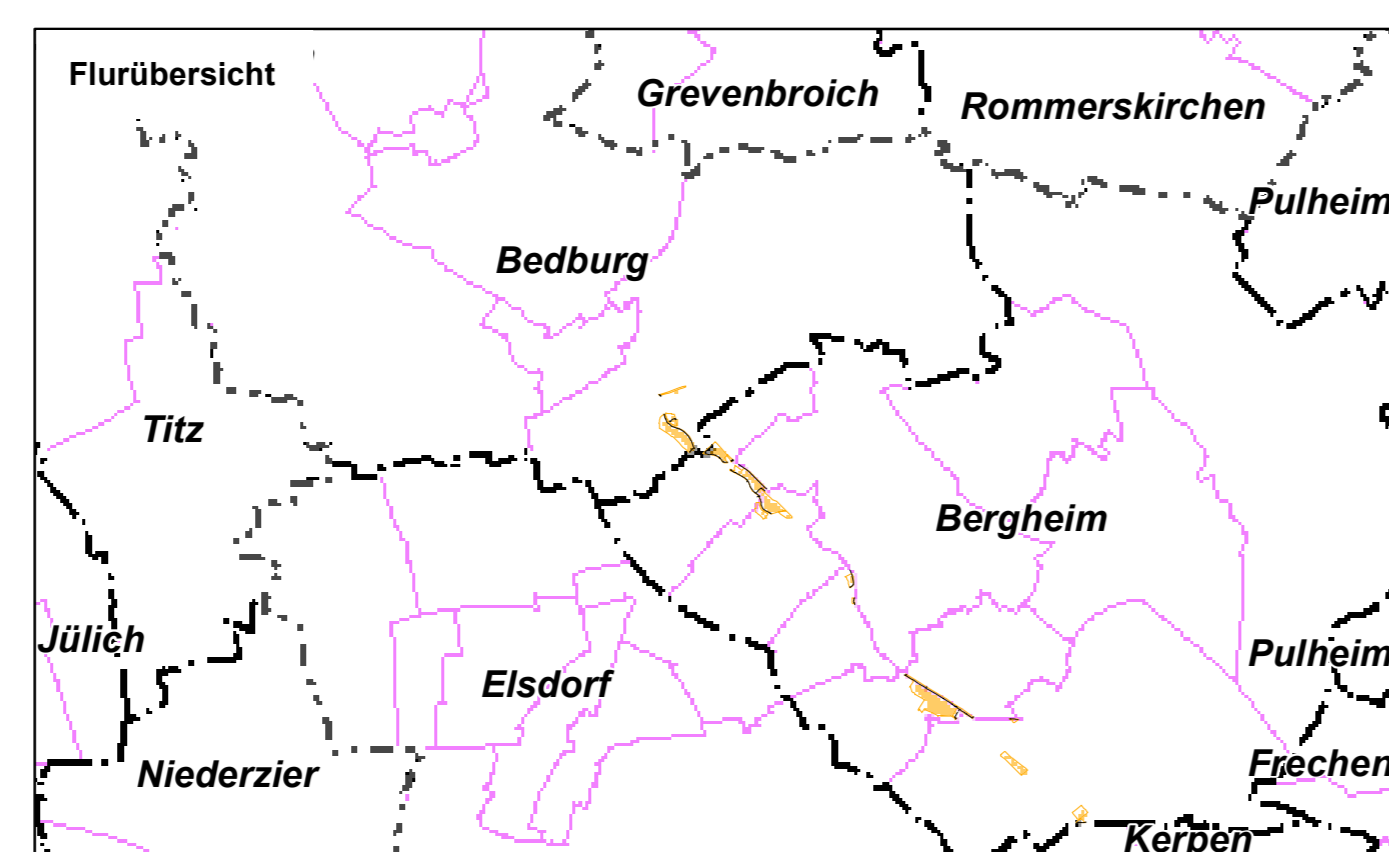 Flurübersicht
Grevenbroich
Rommerskirchen
Pulheim
Bedburg
Titz
Bergheim
Jülich
Pulheim
Elsdorf
Niederzier
Frechen
Kerpen